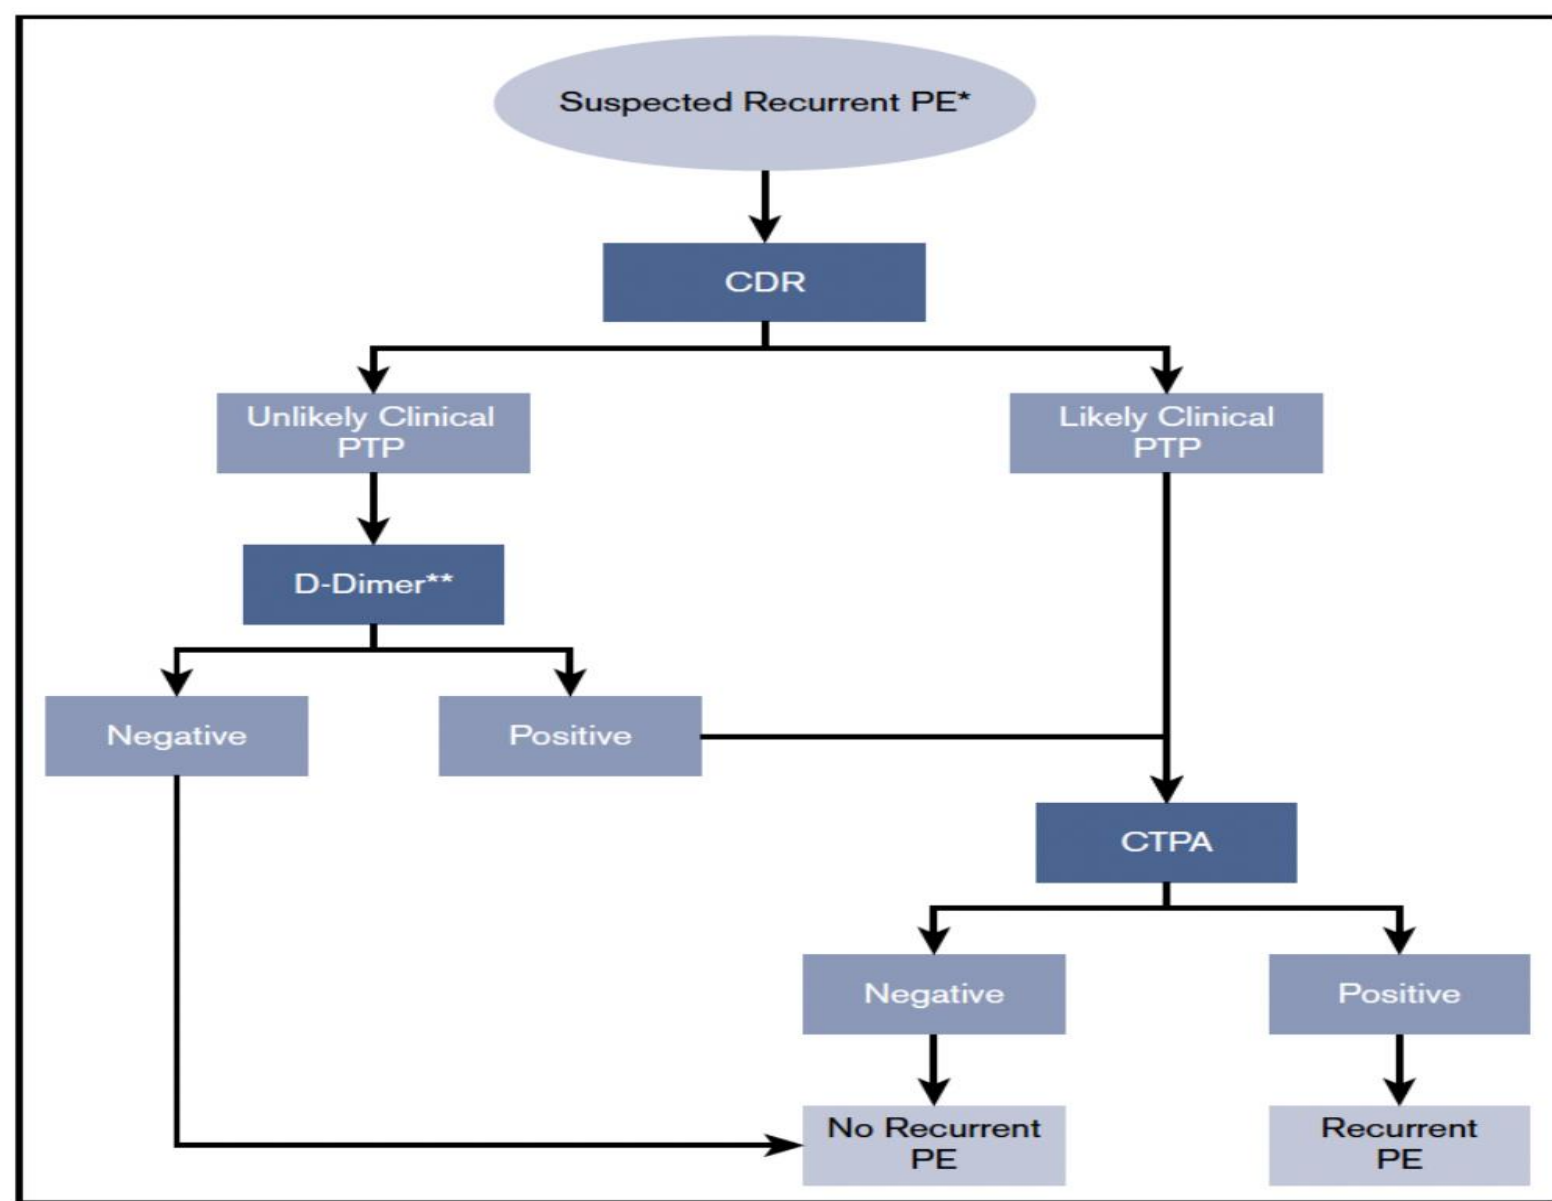 Suspected Recurrent PE*
CDR
Unlikely Clinical
PTP
Likely Clinical
PTP
D-Dimer**
Negative
Positive
CTPA
Negative
Positive
No Recurrent
PE
Recurrent
PE